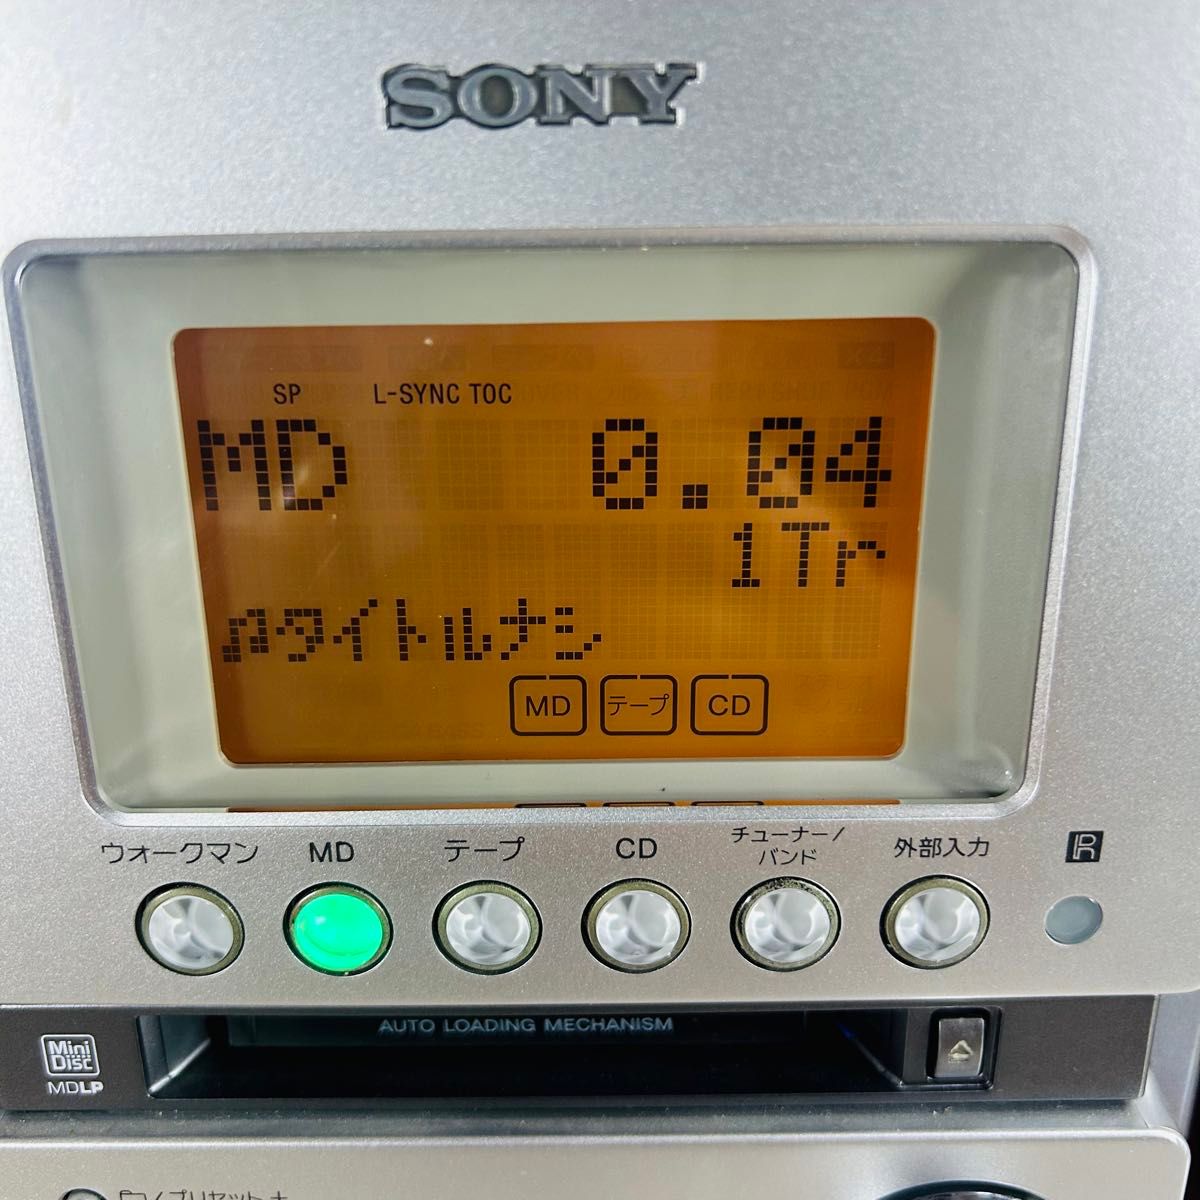 SONY
SP L-SYNC TOC
MD 0.04
1Tr
♫タイトルナシ
MD テープ CD
ウォークマン MD テープ CD チューナー/バンド 外部入力 R
AUTO LOADING MECHANISM
Mini Disc
MDLP